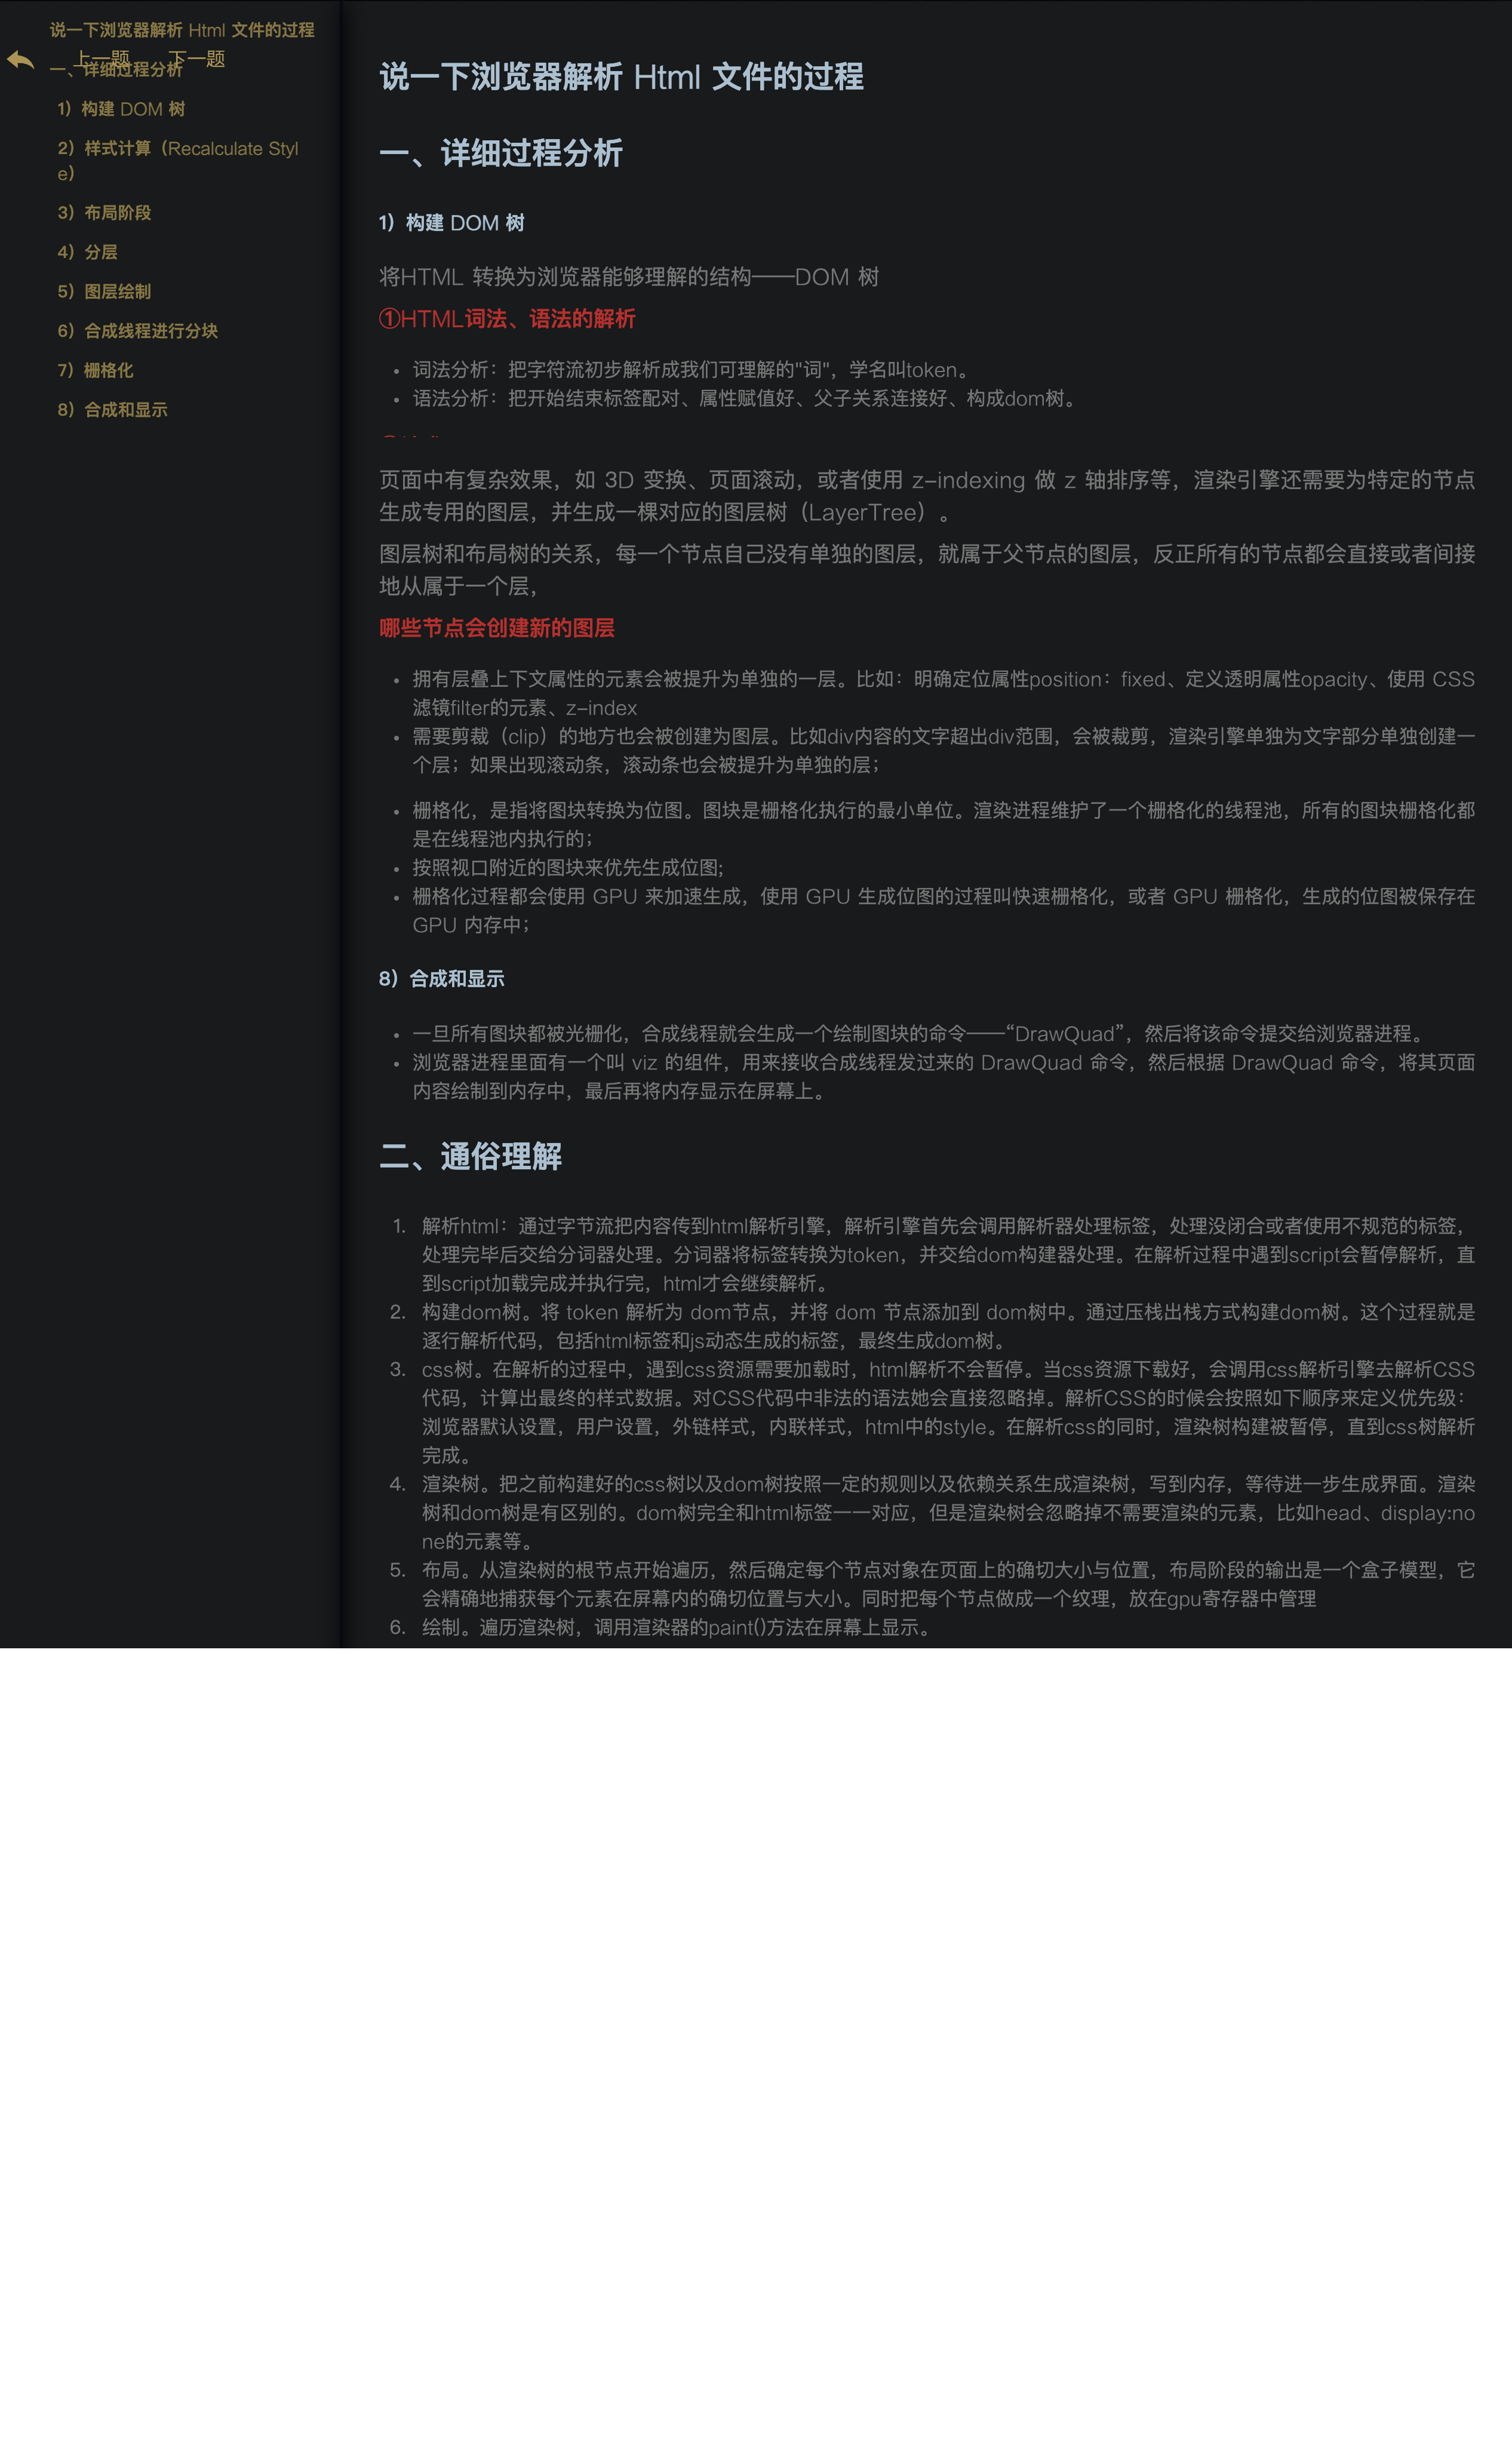 说一下浏览器解析 Html 文件的过程
上一题 下一题
一、详细过程分析
1）构建 DOM 树
2）样式计算（Recalculate Styl
e）
3）布局阶段
4）分层
5）图层绘制
6）合成线程进行分块
7）栅格化
8）合成和显示
说一下浏览器解析 Html 文件的过程
一、详细过程分析
1）构建 DOM 树
将HTML 转换为浏览器能够理解的结构——DOM 树
①HTML词法、语法的解析
• 词法分析：把字符流初步解析成我们可理解的"词"，学名叫token。
• 语法分析：把开始结束标签配对、属性赋值好、父子关系连接好、构成dom树。
页面中有复杂效果，如 3D 变换、页面滚动，或者使用 z-indexing 做 z 轴排序等，渲染引擎还需要为特定的节点
生成专用的图层，并生成一棵对应的图层树（LayerTree）。
图层树和布局树的关系，每一个节点自己没有单独的图层，就属于父节点的图层，反正所有的节点都会直接或者间接
地从属于一个层，
哪些节点会创建新的图层
• 拥有层叠上下文属性的元素会被提升为单独的一层。比如：明确定位属性position：fixed、定义透明属性opacity、使用 CSS
滤镜filter的元素、z-index
• 需要剪裁（clip）的地方也会被创建为图层。比如div内容的文字超出div范围，会被裁剪，渲染引擎单独为文字部分单独创建一
个层；如果出现滚动条，滚动条也会被提升为单独的层；
• 栅格化，是指将图块转换为位图。图块是栅格化执行的最小单位。渲染进程维护了一个栅格化的线程池，所有的图块栅格化都
是在线程池内执行的；
• 按照视口附近的图块来优先生成位图;
• 栅格化过程都会使用 GPU 来加速生成，使用 GPU 生成位图的过程叫快速栅格化，或者 GPU 栅格化，生成的位图被保存在
GPU 内存中；
8）合成和显示
• 一旦所有图块都被光栅化，合成线程就会生成一个绘制图块的命令——“DrawQuad”，然后将该命令提交给浏览器进程。
• 浏览器进程里面有一个叫 viz 的组件，用来接收合成线程发过来的 DrawQuad 命令，然后根据 DrawQuad 命令，将其页面
内容绘制到内存中，最后再将内存显示在屏幕上。
二、通俗理解
1. 解析html：通过字节流把内容传到html解析引擎，解析引擎首先会调用解析器处理标签，处理没闭合或者使用不规范的标签，
处理完毕后交给分词器处理。分词器将标签转换为token，并交给dom构建器处理。在解析过程中遇到script会暂停解析，直
到script加载完成并执行完，html才会继续解析。
2. 构建dom树。将 token 解析为 dom节点，并将 dom 节点添加到 dom树中。通过压栈出栈方式构建dom树。这个过程就是
逐行解析代码，包括html标签和js动态生成的标签，最终生成dom树。
3. css树。在解析的过程中，遇到css资源需要加载时，html解析不会暂停。当css资源下载好，会调用css解析引擎去解析CSS
代码，计算出最终的样式数据。对CSS代码中非法的语法她会直接忽略掉。解析CSS的时候会按照如下顺序来定义优先级：
浏览器默认设置，用户设置，外链样式，内联样式，html中的style。在解析css的同时，渲染树构建被暂停，直到css树解析
完成。
4. 渲染树。把之前构建好的css树以及dom树按照一定的规则以及依赖关系生成渲染树，写到内存，等待进一步生成界面。渲染
树和dom树是有区别的。dom树完全和html标签一一对应，但是渲染树会忽略掉不需要渲染的元素，比如head、display:no
ne的元素等。
5. 布局。从渲染树的根节点开始遍历，然后确定每个节点对象在页面上的确切大小与位置，布局阶段的输出是一个盒子模型，它
会精确地捕获每个元素在屏幕内的确切位置与大小。同时把每个节点做成一个纹理，放在gpu寄存器中管理
6. 绘制。遍历渲染树，调用渲染器的paint()方法在屏幕上显示。